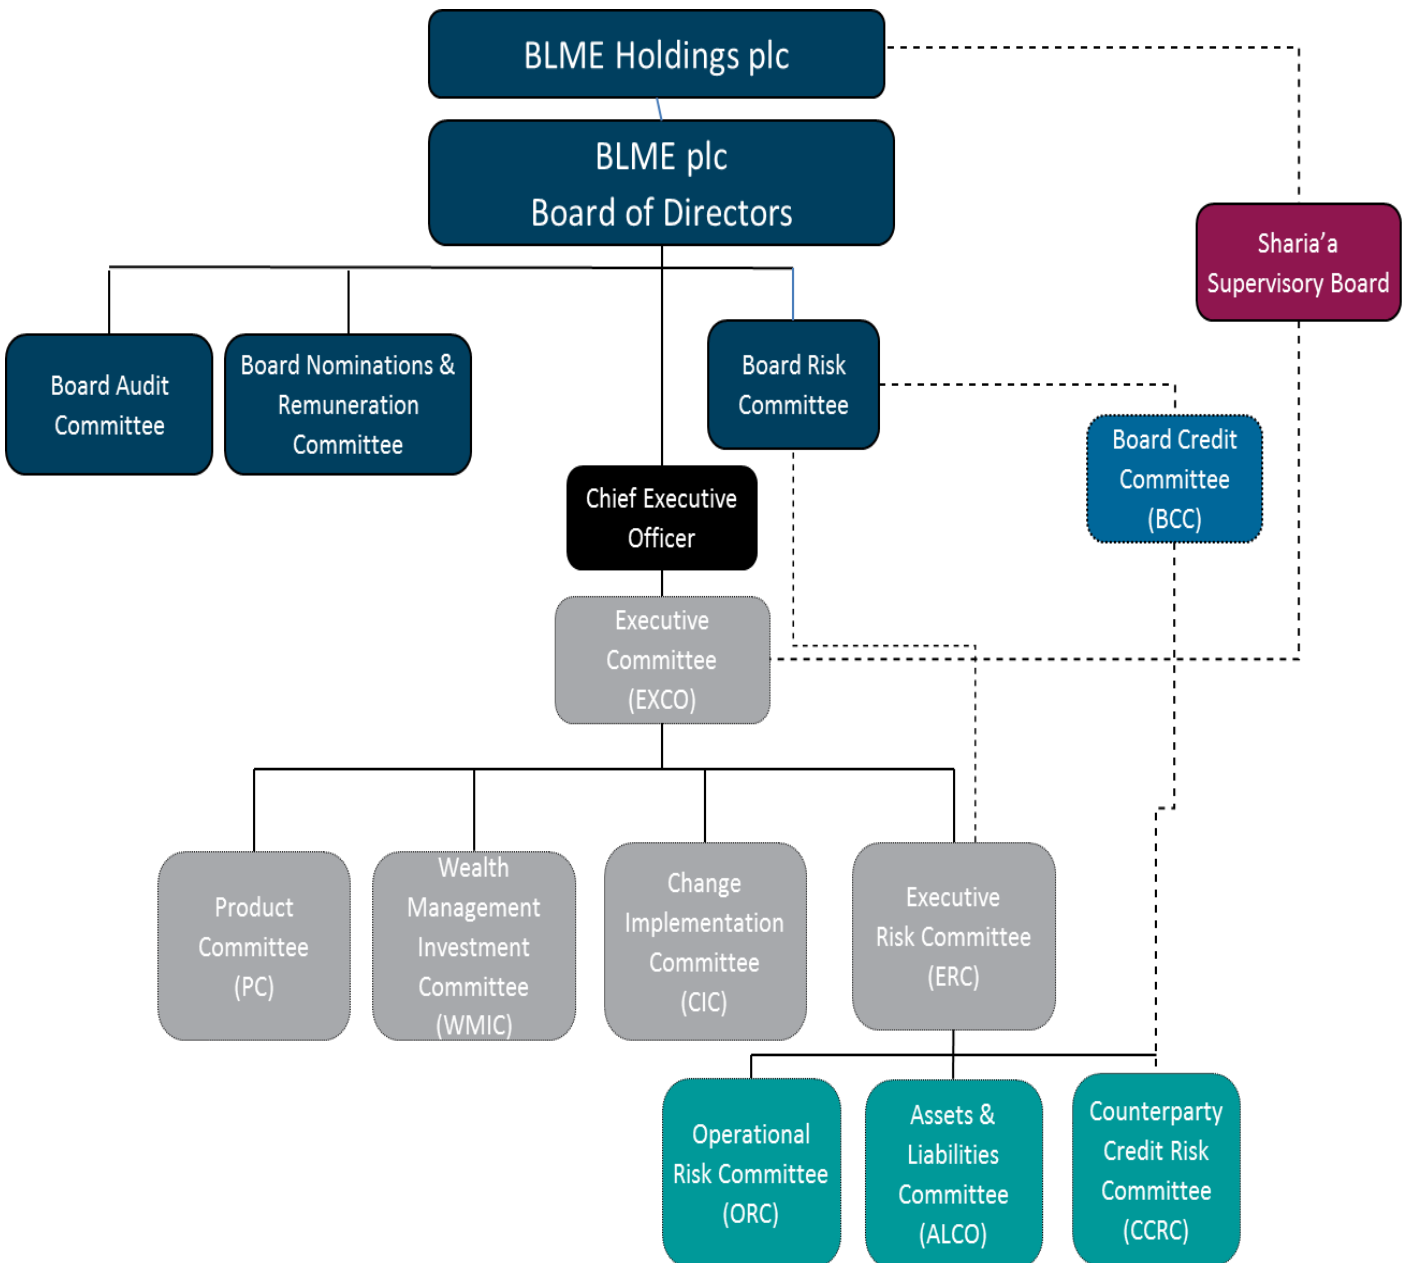 BLME Holdings plc
BLME plc
Board of Directors
Sharia’a
Supervisory Board
Board Audit
Committee
Board Nominations &
Remuneration
Committee
Board Risk
Committee
Board Credit
Committee
(BCC)
Chief Executive
Officer
Executive
Committee
(EXCO)
Product
Committee
(PC)
Wealth
Management
Investment
Committee
(WMIC)
Change
Implementation
Committee
(CIC)
Executive
Risk Committee
(ERC)
Operational
Risk Committee
(ORC)
Assets &
Liabilities
Committee
(ALCO)
Counterparty
Credit Risk
Committee
(CCRC)